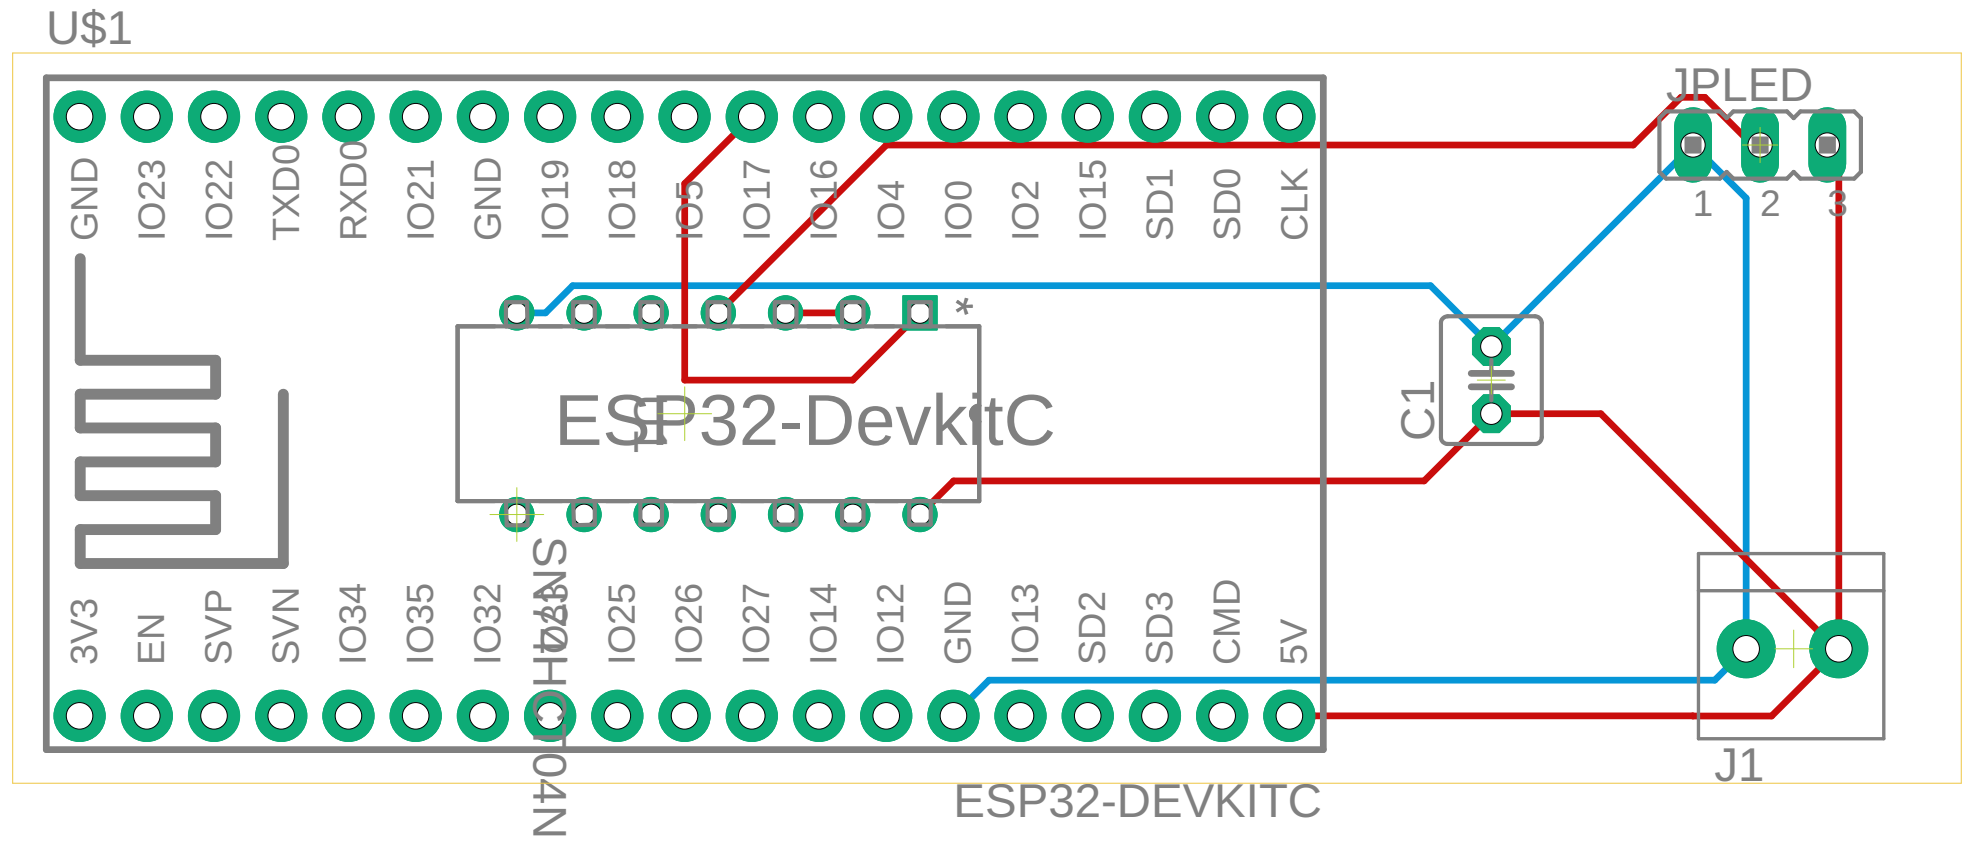 U$1
JPLED
GND
IO23
IO22
TXD0
RXD0
IO21
GND
IO19
IO18
IO5
IO17
IO16
IO4
IO0
IO2
IO15
SD1
SD0
CLK
1
2
3
*
ESP32-DevkitC
C1
3V3
EN
SVP
SVN
IO34
IO35
IO32
IO33
IO25
IO26
IO27
IO14
IO12
GND
IO13
SD2
SD3
CMD
5V
SN74HCT04N
J1
ESP32-DEVKITC